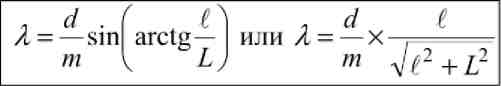 λ = d/m sin(arctg ℓ/L) или λ = d/m × ℓ/√(ℓ² + L²)